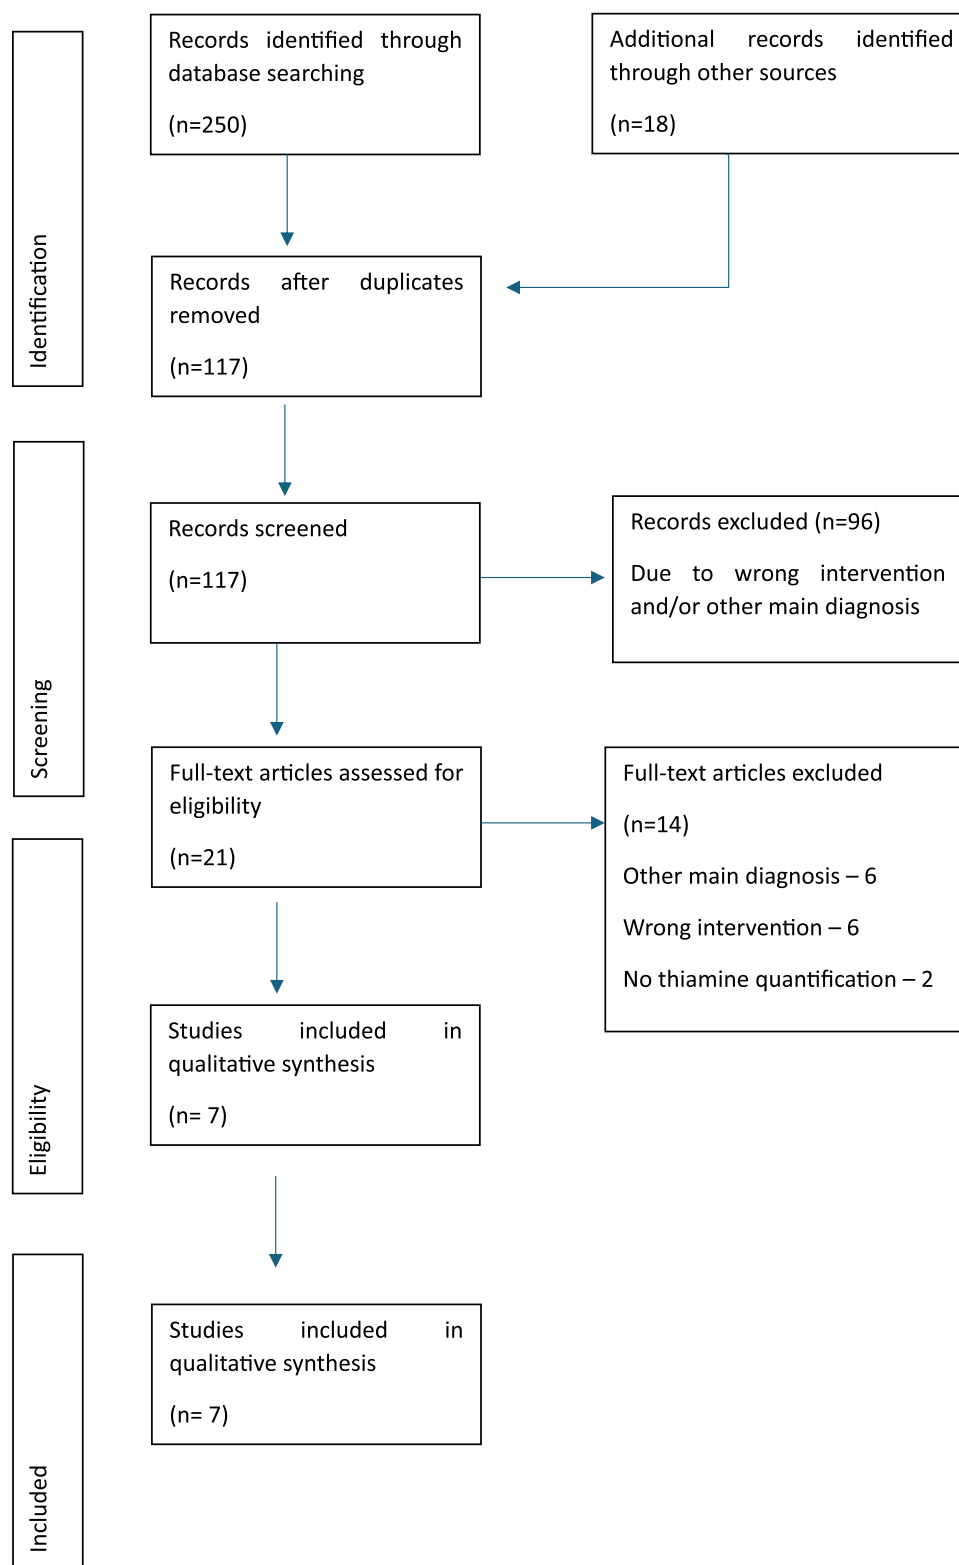 Identification
Records identified through
database searching
(n=250)
Additional records identified
through other sources
(n=18)
Records after duplicates
removed
(n=117)
Screening
Records screened
(n=117)
Records excluded (n=96)
Due to wrong intervention
and/or other main diagnosis
Full-text articles assessed for
eligibility
(n=21)
Full-text articles excluded
(n=14)
Other main diagnosis – 6
Wrong intervention – 6
No thiamine quantification – 2
Eligibility
Studies included in
qualitative synthesis
(n= 7)
Included
Studies included in
qualitative synthesis
(n= 7)